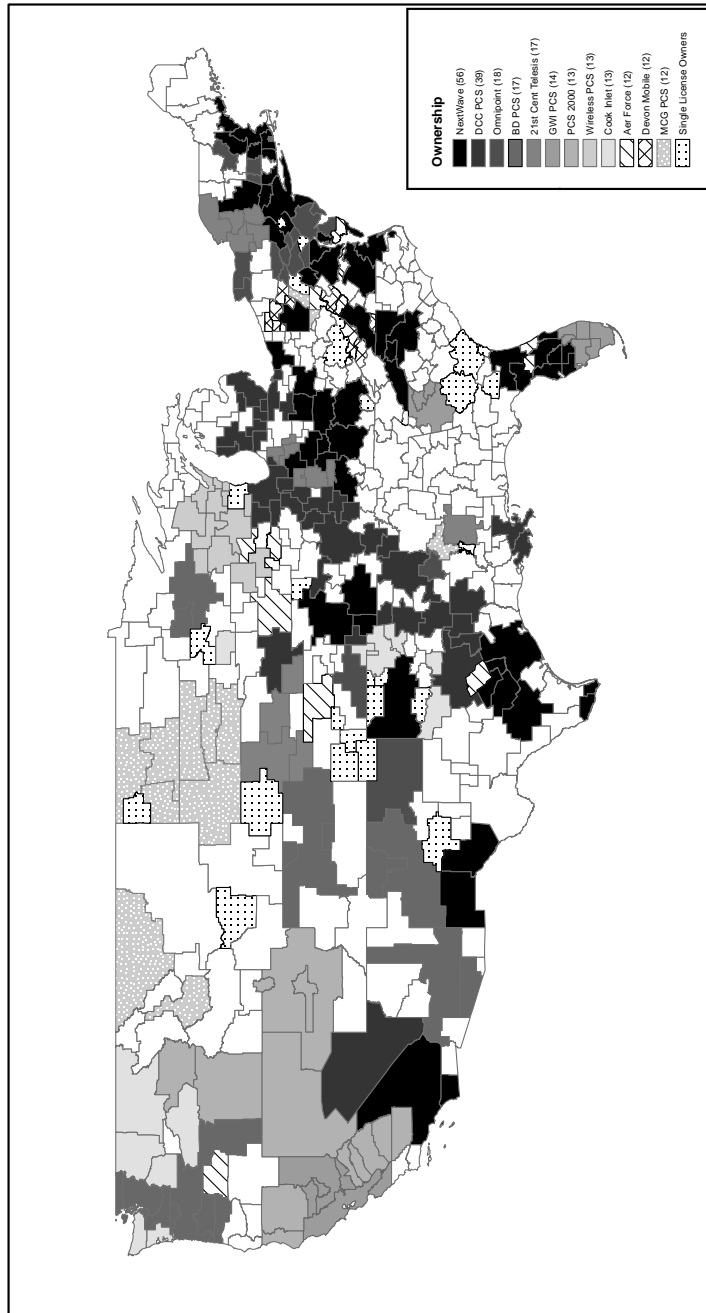 Ownership
NextWave (56)
DCC PCS (39)
Omnipoint (18)
BD PCS (17)
21st Cent Telesis (17)
GWI PCS (14)
PCS 2000 (13)
Wireless PCS (13)
Cook Inlet (13)
Aer Force (12)
Devon Mobile (12)
MCG PCS (12)
Single License Owners